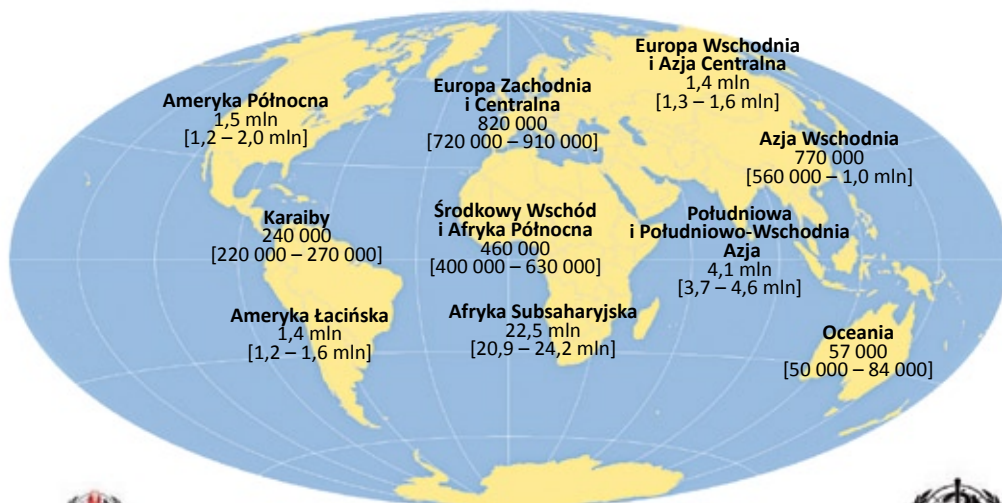 Ameryka Północna
1,5 mln
[1,2 – 2,0 mln]
Europa Zachodnia
i Centralna
820 000
[720 000 – 910 000]
Europa Wschodnia
i Azja Centralna
1,4 mln
[1,3 – 1,6 mln]
Azja Wschodnia
770 000
[560 000 – 1,0 mln]
Karaiby
240 000
[220 000 – 270 000]
Środkowy Wschód
i Afryka Północna
460 000
[400 000 – 630 000]
Południowa
i Południowo-Wschodnia
Azja
4,1 mln
[3,7 – 4,6 mln]
Ameryka Łacińska
1,4 mln
[1,2 – 1,6 mln]
Afryka Subsaharyjska
22,5 mln
[20,9 – 24,2 mln]
Oceania
57 000
[50 000 – 84 000]